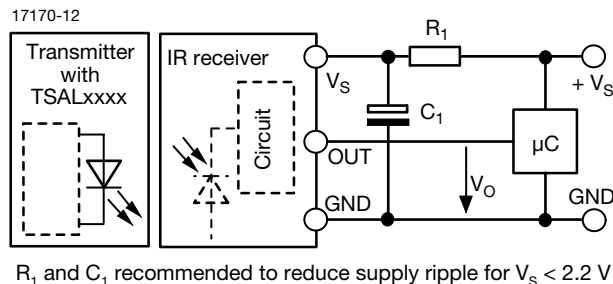 17170-12
Transmitter
with
TSALxxxx
IR receiver
Circuit
VS
OUT
GND
R1
C1
VO
µC
+ VS
GND
R1 and C1 recommended to reduce supply ripple for VS < 2.2 V